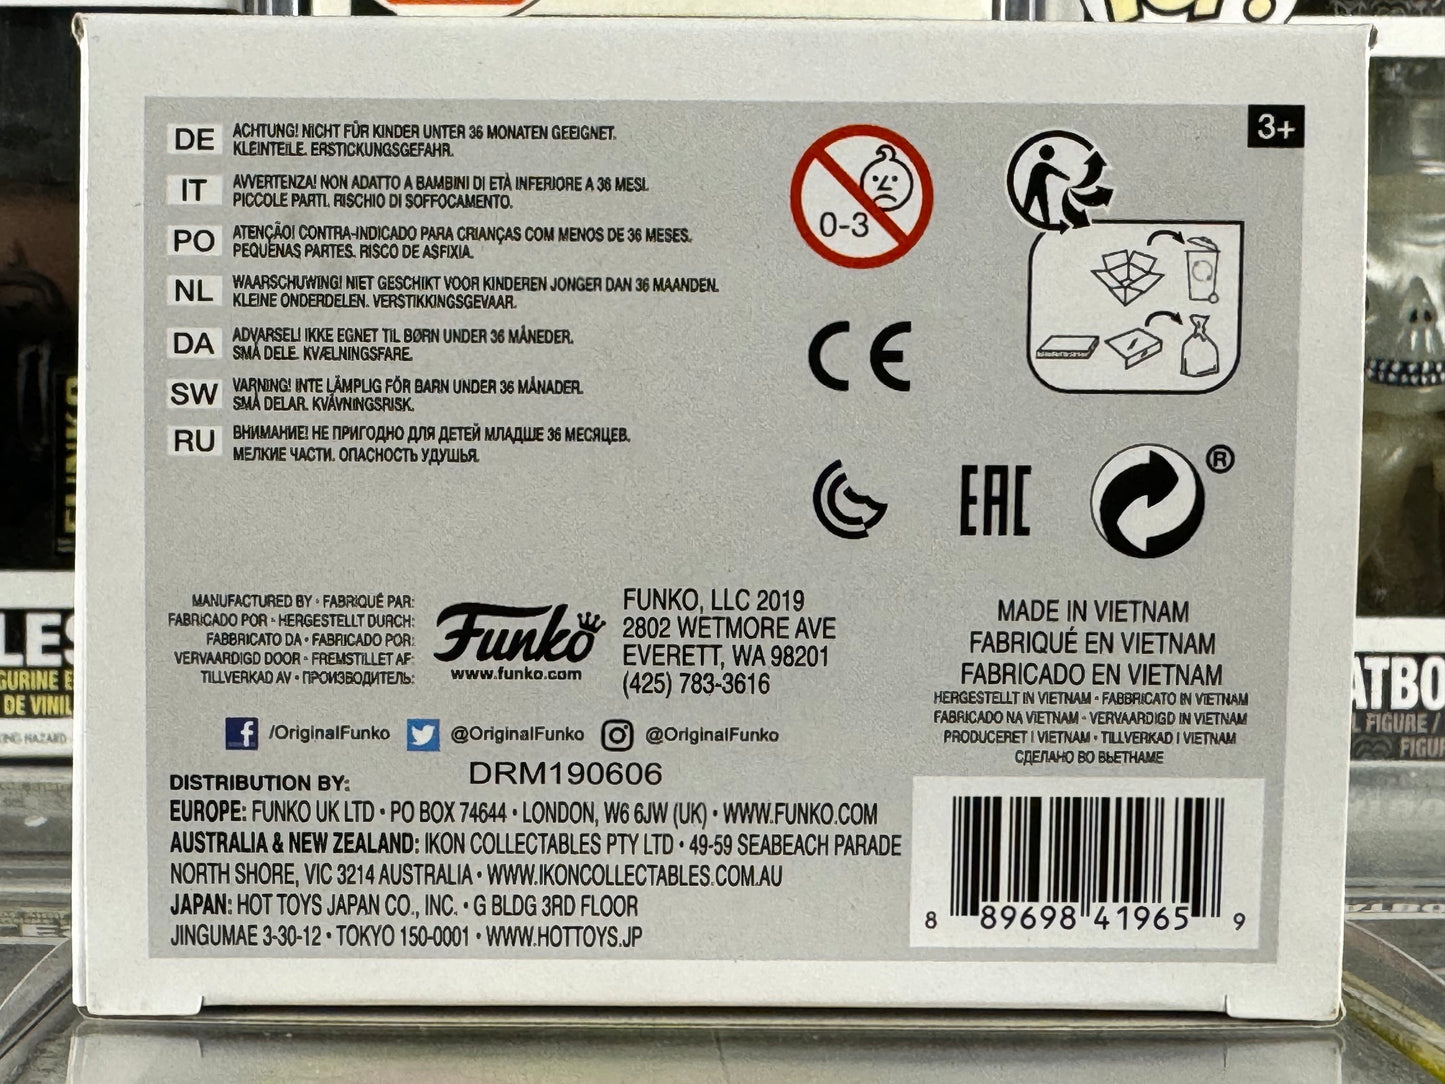 3+
DE ACHTUNG! NICHT FÜR KINDER UNTER 36 MONATEN GEEIGNET.
KLEINTEILE. ERSTICKUNGSGEFAHR.
IT AVVERTENZA! NON ADATTO A BAMBINI DI ETÀ INFERIORE A 36 MESI.
PICCOLE PARTI. RISCHIO DI SOFFOCAMENTO.
PO ATENÇÃO! CONTRA-INDICADO PARA CRIANÇAS COM MENOS DE 36 MESES.
PEQUENAS PARTES. RISCO DE ASFIXIA.
NL WAARSCHUWING! NIET GESCHIKT VOOR KINDEREN JONGER DAN 36 MAANDEN.
KLEINE ONDERDELEN. VERSTIKKINGSGEVAAR.
DA ADVARSEL! IKKE EGNET TIL BØRN UNDER 36 MÅNEDER.
SMÅ DELE. KVÆLNINGSFARE.
SW VARNING! INTE LÄMPLIG FÖR BARN UNDER 36 MÅNADER.
SMÅ DELAR. KVÄVNINGSRISK.
RU ВНИМАНИЕ! НЕ ПРИГОДНО ДЛЯ ДЕТЕЙ МЛАДШЕ 36 МЕСЯЦЕВ.
МЕЛКИЕ ЧАСТИ. ОПАСНОСТЬ УДУШЬЯ.
0-3
CE
EAC
®
MANUFACTURED BY • FABRIQUÉ PAR:
FABRICADO POR • HERGESTELLT DURCH:
FABBRICATO DA • FABRICADO POR:
VERVAARDIGD DOOR • FREMSTILLET AF:
TILLVERKAD AV • ПРОИЗВОДИТЕЛЬ:
Funko
www.funko.com
FUNKO, LLC 2019
2802 WETMORE AVE
EVERETT, WA 98201
(425) 783-3616
MADE IN VIETNAM
FABRIQUÉ EN VIETNAM
FABRICADO EN VIETNAM
HERGESTELLT IN VIETNAM • FABBRICATO IN VIETNAM
FABRICADO NA VIETNAM • VERVAARDIGD IN VIETNAM
PRODUCERET I VIETNAM • TILLVERKAD I VIETNAM
СДЕЛАНО ВО ВЬЕТНАМЕ
/OriginalFunko @OriginalFunko @OriginalFunko
DRM190606
DISTRIBUTION BY:
EUROPE: FUNKO UK LTD • PO BOX 74644 • LONDON, W6 6JW (UK) • WWW.FUNKO.COM
AUSTRALIA & NEW ZEALAND: IKON COLLECTABLES PTY LTD • 49-59 SEABEACH PARADE
NORTH SHORE, VIC 3214 AUSTRALIA • WWW.IKONCOLLECTABLES.COM.AU
JAPAN: HOT TOYS JAPAN CO., INC. • G BLDG 3RD FLOOR
JINGUMAE 3-30-12 • TOKYO 150-0001 • WWW.HOTTOYS.JP
8 89698 41965 9